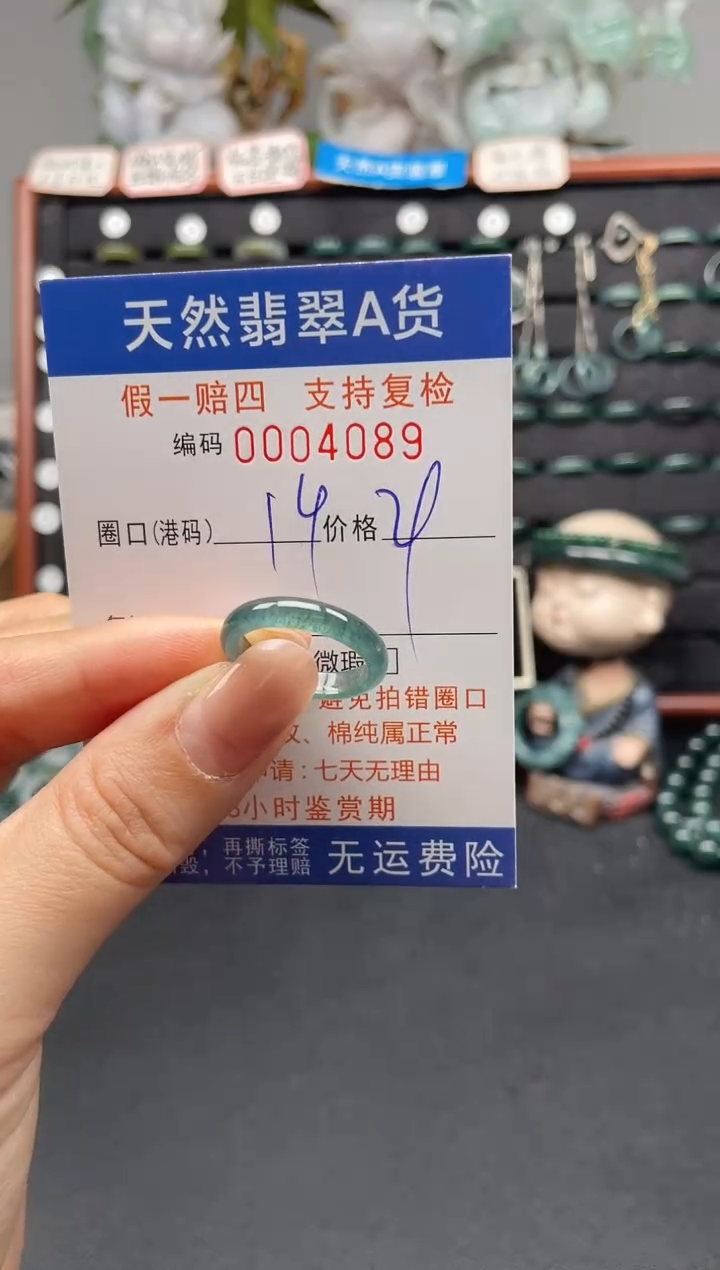 天然翡翠A货
假一赔四 支持复检
编码 0004089
圈口(港码) 14 价格
微瑕
避免拍错圈口
、棉纯属正常
申请:七天无理由
小时鉴赏期
,再撕标签
毁,不予理赔 无运费险